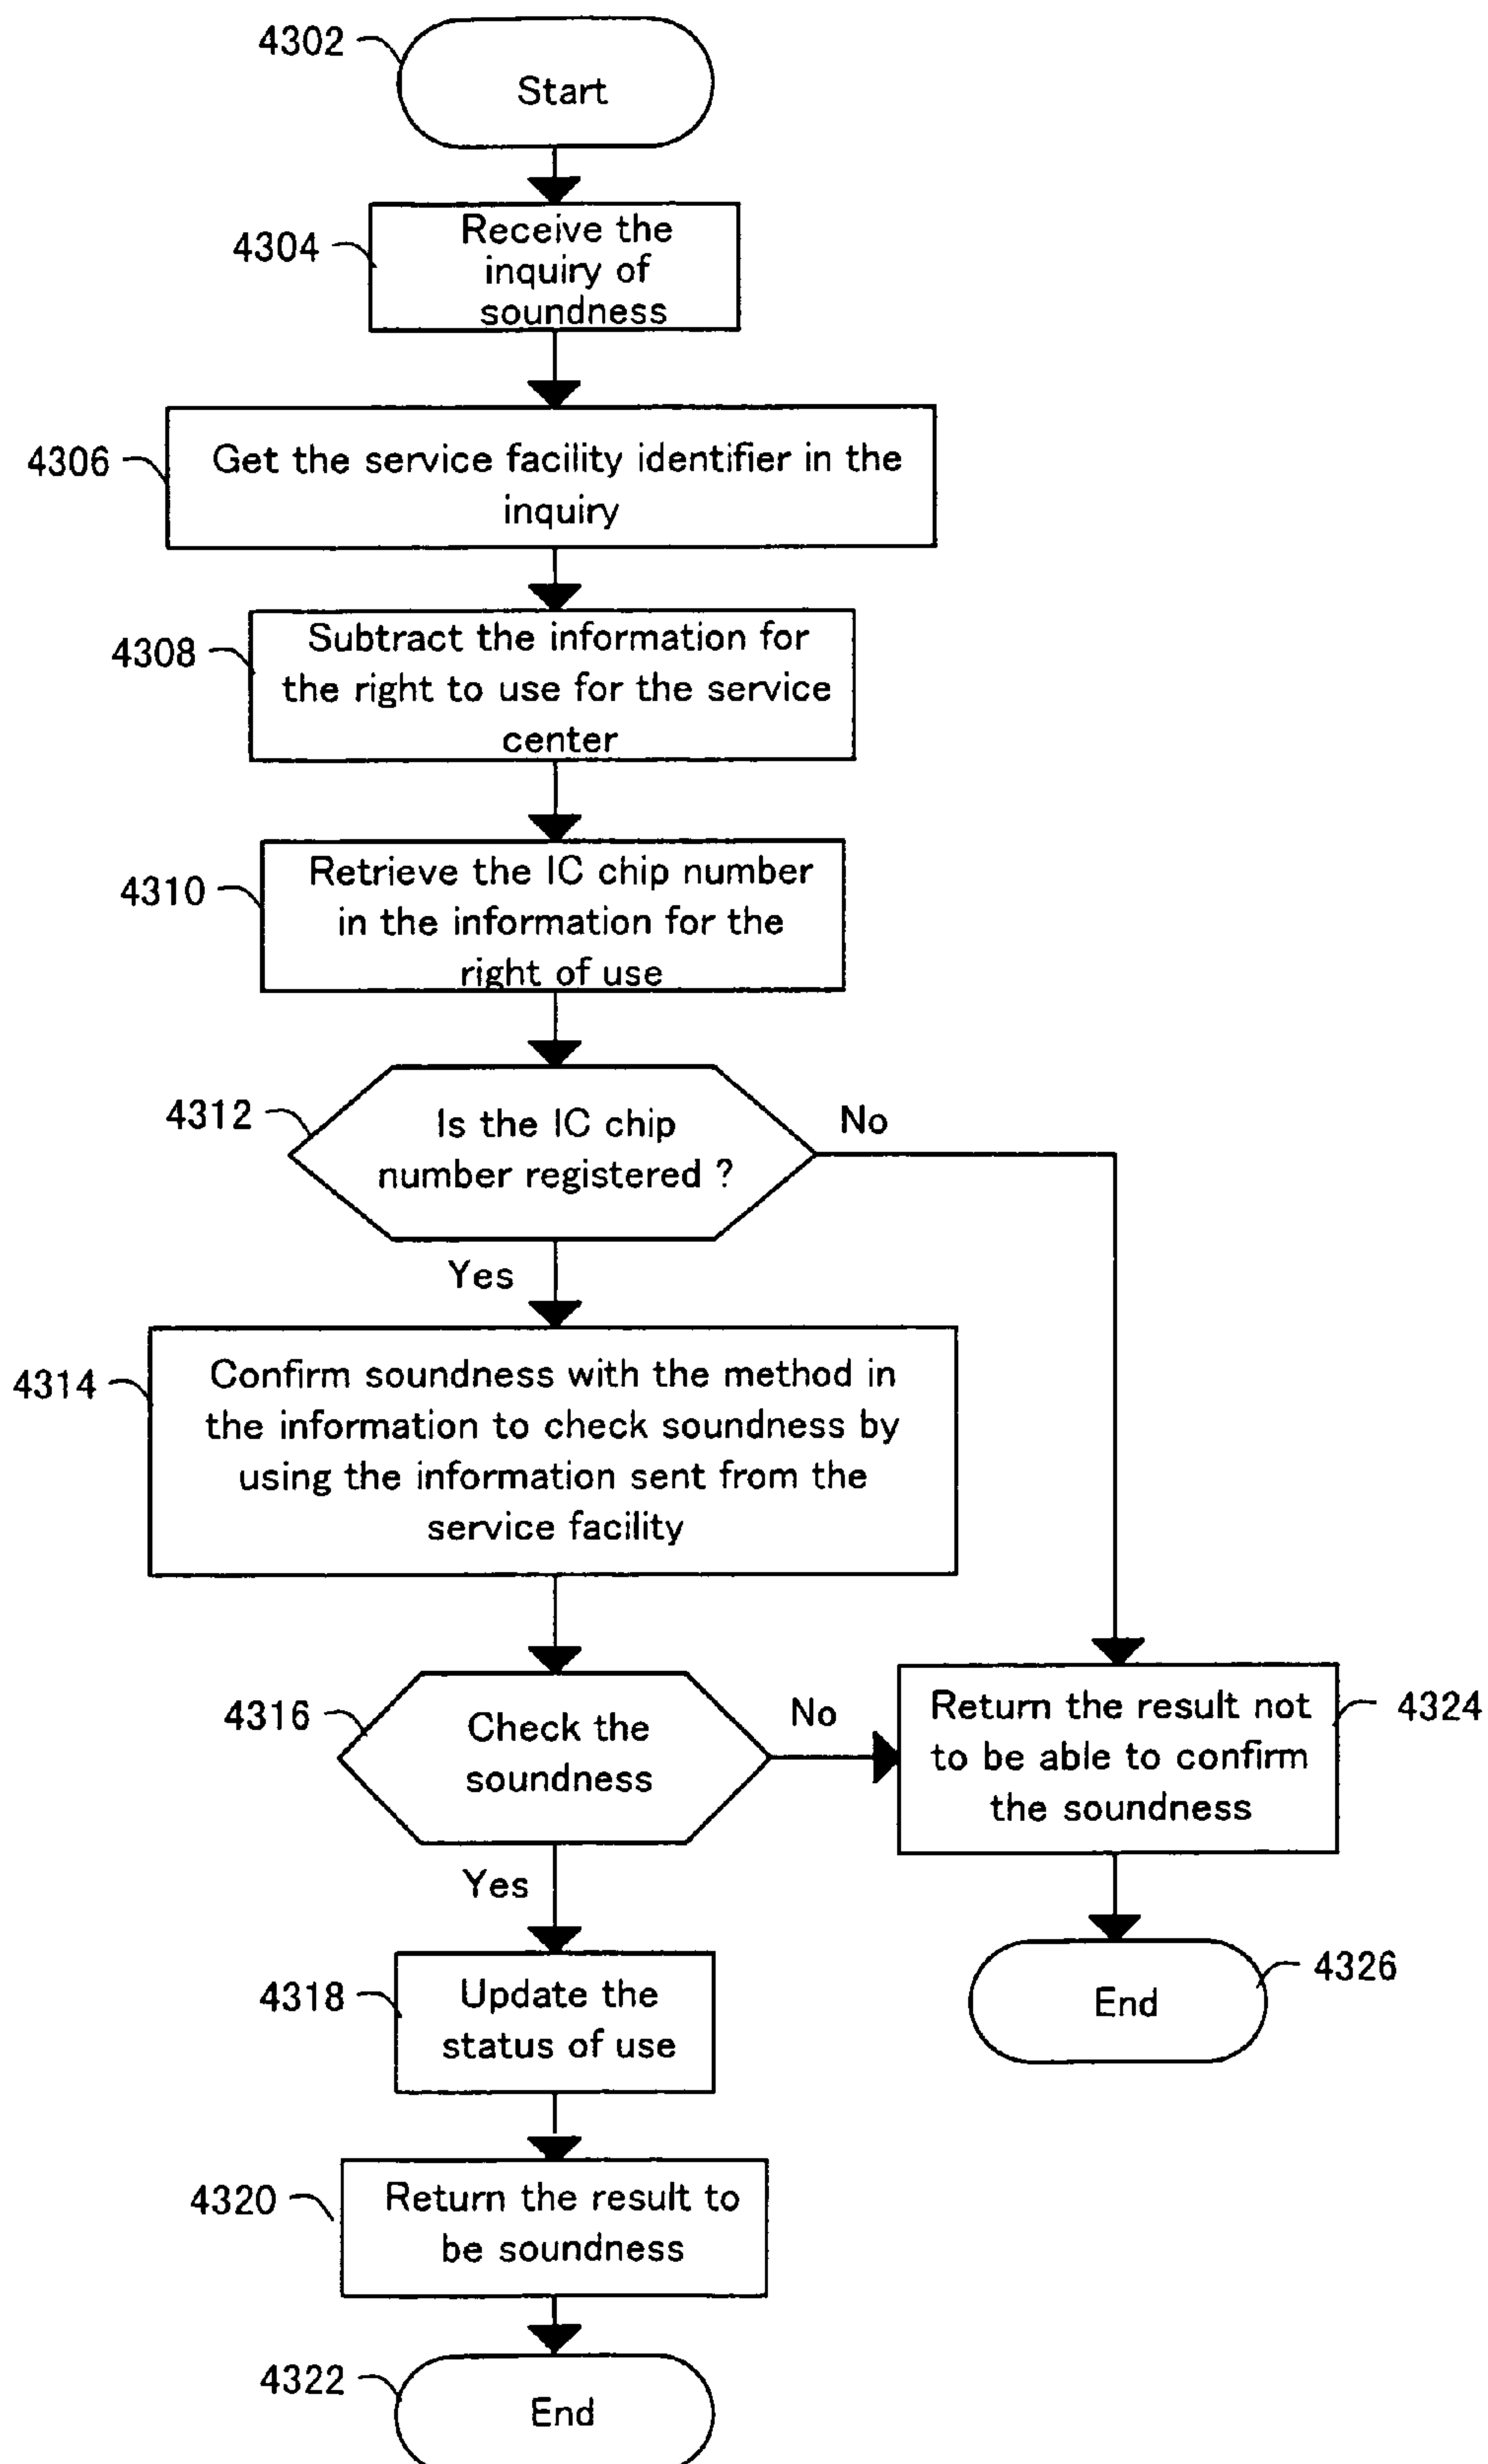 4302
Start
4304
Receive the
inquiry of
soundness
4306
Get the service facility identifier in the
inquiry
4308
Subtract the information for
the right to use for the service
center
4310
Retrieve the IC chip number
in the information for the
right of use
4312
Is the IC chip
number registered ?
No
Yes
4314
Confirm soundness with the method in
the information to check soundness by
using the information sent from the
service facility
4316
Check the
soundness
No
Return the result not
to be able to confirm
the soundness
4324
Yes
4318
Update the
status of use
End
4326
4320
Return the result to
be soundness
4322
End